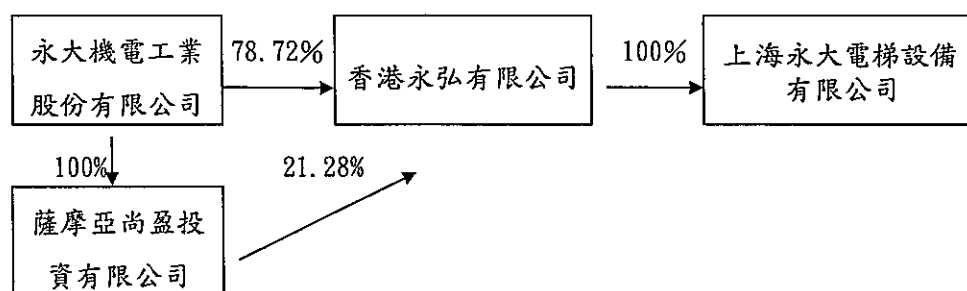 永大機電工業
股份有限公司
78.72%
香港永弘有限公司
100%
上海永大電梯設備
有限公司
100%
21.28%
薩摩亞尚盈投
資有限公司